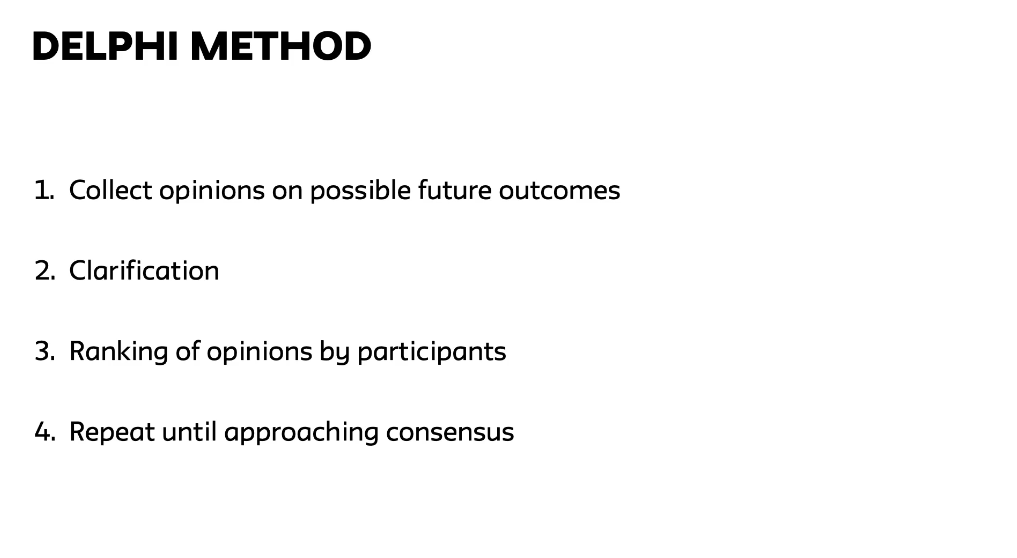 DELPHI METHOD
1. Collect opinions on possible future outcomes
2. Clarification
3. Ranking of opinions by participants
4. Repeat until approaching consensus